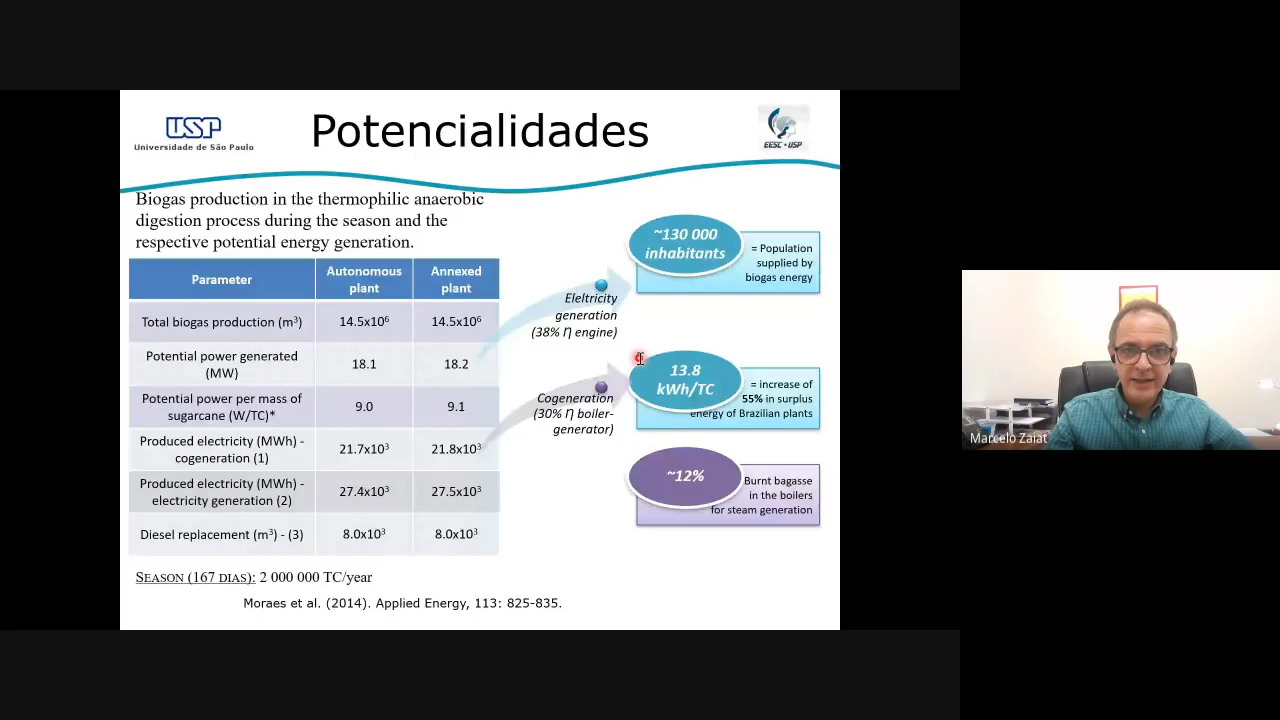 USP
Universidade de São Paulo
Potencialidades
EESC • USP
Biogas production in the thermophilic anaerobic
digestion process during the season and the
respective potential energy generation.
Parameter
Autonomous
plant
Annexed
plant
Total biogas production (m³)
14.5x10⁶
14.5x10⁶
Potential power generated
(MW)
18.1
18.2
Potential power per mass of
sugarcane (W/TC)*
9.0
9.1
Produced electricity (MWh) -
cogeneration (1)
21.7x10³
21.8x10³
Produced electricity (MWh) -
electricity generation (2)
27.4x10³
27.5x10³
Diesel replacement (m³) - (3)
8.0x10³
8.0x10³
Eleltricity
generation
(38% Ƞ engine)
Cogeneration
(30% Ƞ boiler-
generator)
~130 000
inhabitants
= Population
supplied by
biogas energy
13.8
kWh/TC
= increase of
55% in surplus
energy of Brazilian plants
~12%
Burnt bagasse
in the boilers
for steam generation
SEASON (167 DIAS): 2 000 000 TC/year
Moraes et al. (2014). Applied Energy, 113: 825-835.
Marcelo Zaiat